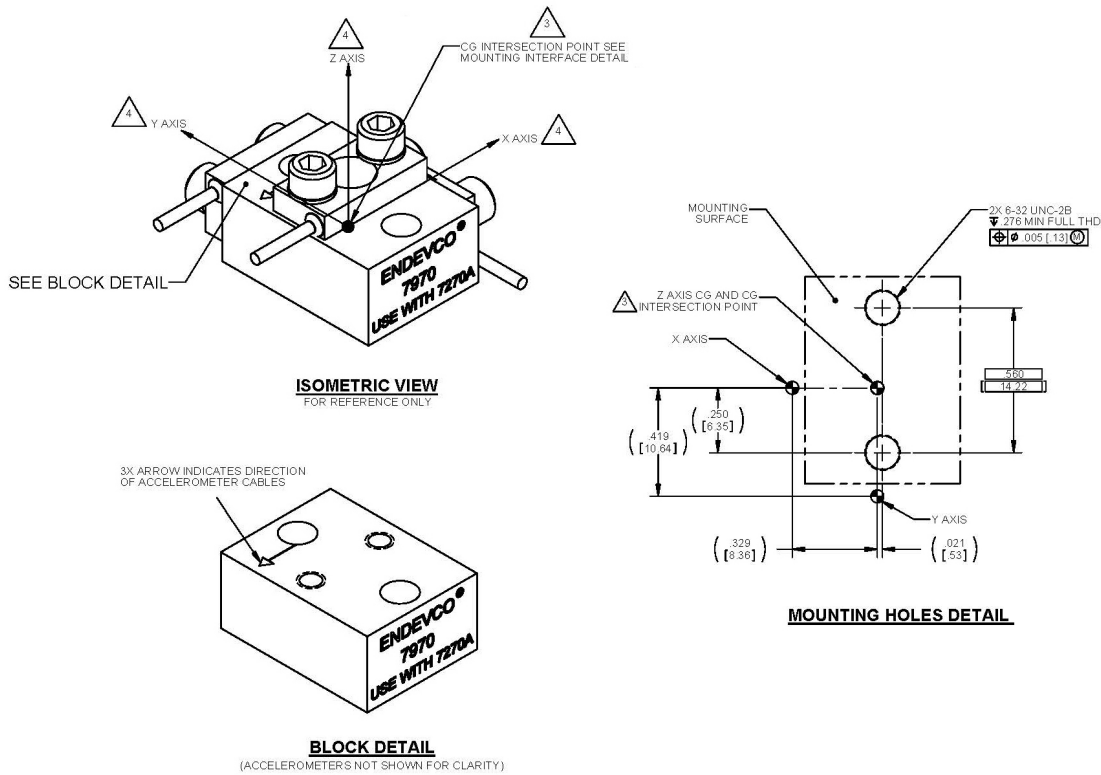 3
4
CG INTERSECTION POINT SEE
MOUNTING INTERFACE DETAIL
Z AXIS
4
Y AXIS
X AXIS
4
SEE BLOCK DETAIL
ENDEVCO ®
7970
USE WITH 7270A
ISOMETRIC VIEW
FOR REFERENCE ONLY
3X ARROW INDICATES DIRECTION
OF ACCELEROMETER CABLES
ENDEVCO ®
7970
USE WITH 7270A
BLOCK DETAIL
(ACCELEROMETERS NOT SHOWN FOR CLARITY)
MOUNTING
SURFACE
2X 6-32 UNC-2B
↧ .276 MIN FULL THD
⌖ ⌀ .005 [.13] Ⓜ
3
Z AXIS CG AND CG
INTERSECTION POINT
X AXIS
.560
[14.22]
(.250
[6.35])
(.419
[10.64])
Y AXIS
(.329
[8.36])
(.021
[.53])
MOUNTING HOLES DETAIL